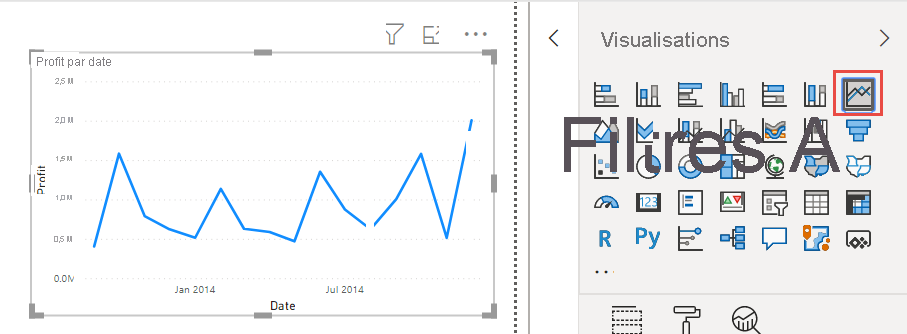 Profit par date
2,5 M
2,0 M
1,5 M
1,0 M
0,5 M
0.0M
Profit
Jan 2014
Jul 2014
Date
Visualisations
Filtres A
123
R
Py